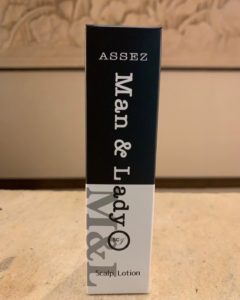 ASSEZ
Man & Lady
M&L
Scalp Lotion